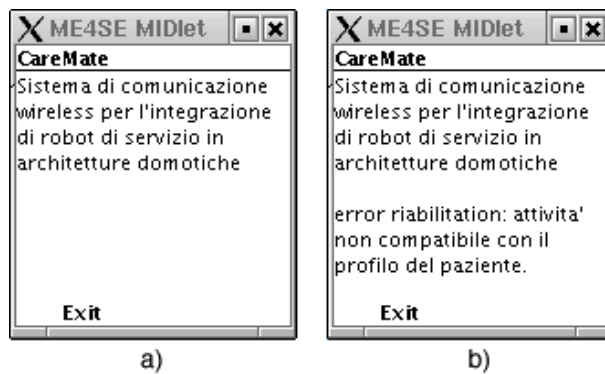 ME4SE MIDlet
CareMate
Sistema di comunicazione
wireless per l'integrazione
di robot di servizio in
architetture domotiche
Exit
a)
ME4SE MIDlet
CareMate
Sistema di comunicazione
wireless per l'integrazione
di robot di servizio in
architetture domotiche
error riabilitation: attivita'
non compatibile con il
profilo del paziente.
Exit
b)